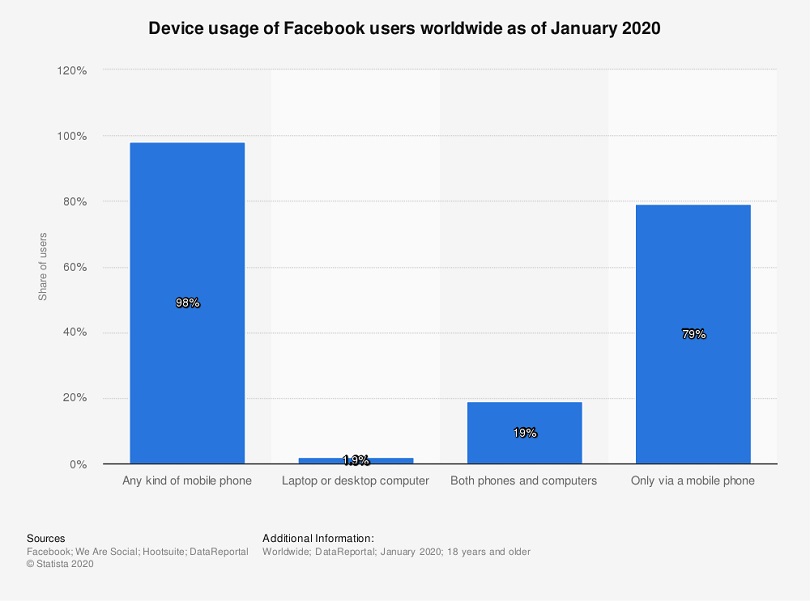 Device usage of Facebook users worldwide as of January 2020
120%
100%
80%
60%
40%
20%
0%
Share of users
98%
1.9%
19%
79%
Any kind of mobile phone
Laptop or desktop computer
Both phones and computers
Only via a mobile phone
Sources
Facebook; We Are Social; Hootsuite; DataReportal
© Statista 2020
Additional Information:
Worldwide; DataReportal; January 2020; 18 years and older